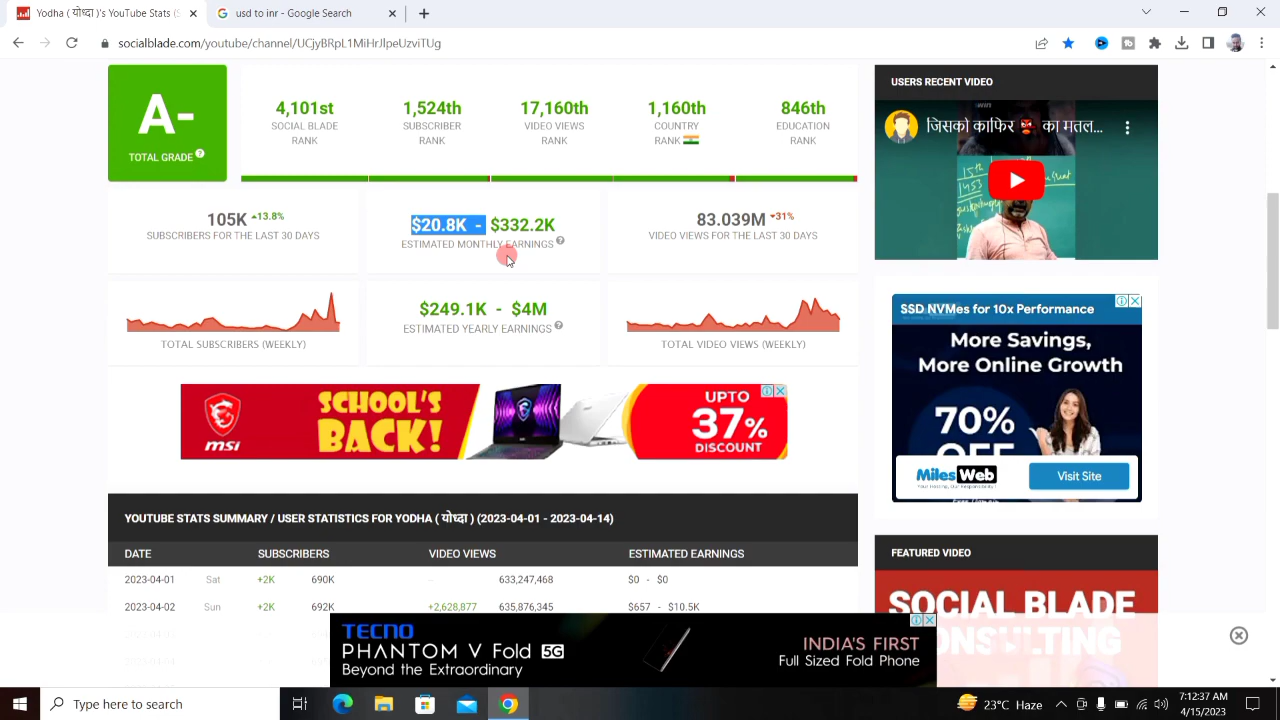 Yodha ( योध्दा )'s YouTube Stats (S
socialblade.com/youtube/channel/UCjyBRpL1MiHrJlpeUzviTUg
A-
TOTAL GRADE
4,101st
SOCIAL BLADE
RANK
1,524th
SUBSCRIBER
RANK
17,160th
VIDEO VIEWS
RANK
1,160th
COUNTRY
RANK
846th
EDUCATION
RANK
105K 13.8%
SUBSCRIBERS FOR THE LAST 30 DAYS
$20.8K - $332.2K
ESTIMATED MONTHLY EARNINGS
83.039M 31%
VIDEO VIEWS FOR THE LAST 30 DAYS
TOTAL SUBSCRIBERS (WEEKLY)
$249.1K - $4M
ESTIMATED YEARLY EARNINGS
TOTAL VIDEO VIEWS (WEEKLY)
msi
SCHOOL'S
BACK!
UPTO
37%
DISCOUNT
YOUTUBE STATS SUMMARY / USER STATISTICS FOR YODHA ( योध्दा ) (2023-04-01 - 2023-04-14)
DATE SUBSCRIBERS VIDEO VIEWS ESTIMATED EARNINGS
2023-04-01 Sat +2K 690K -- 633,247,468 $0 - $0
2023-04-02 Sun +2K 692K +2,628,877 635,876,345 $657 - $10.5K
USERS RECENT VIDEO
जिसको काफिर 👹 का मतल...
15th
1453
SSD NVMes for 10x Performance
More Savings,
More Online Growth
70%
OFF
MilesWeb
Visit Site
FEATURED VIDEO
SOCIAL BLADE
CONSULTING
TECNO
PHANTOM V Fold 5G
Beyond the Extraordinary
INDIA'S FIRST
Full Sized Fold Phone
Type here to search
23°C Haze
7:12:37 AM
4/15/2023